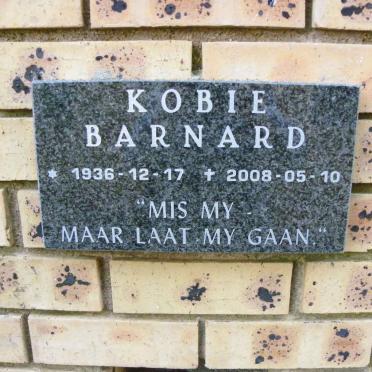 KOBIE
BARNARD
* 1936-12-17 ✝ 2008-05-10
"MIS MY -
MAAR LAAT MY GAAN."